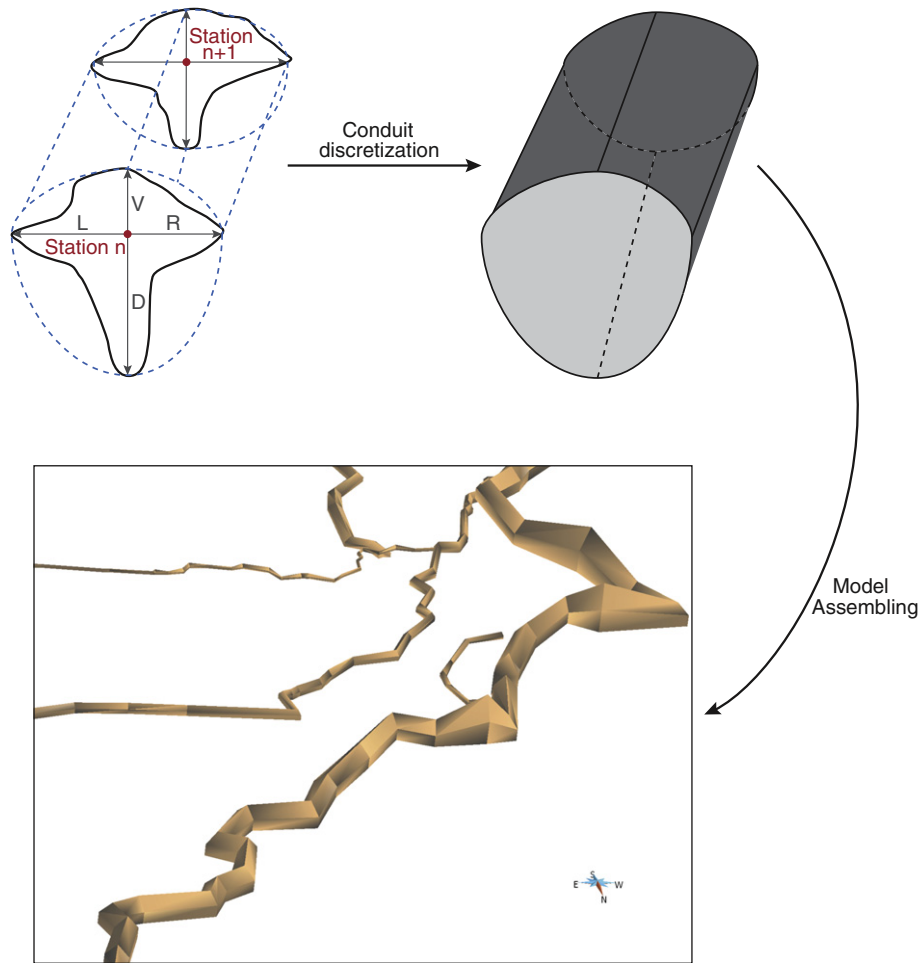 Station
n+1
Conduit
discretization
V
L
R
Station n
D
Model
Assembling
S
E
W
N